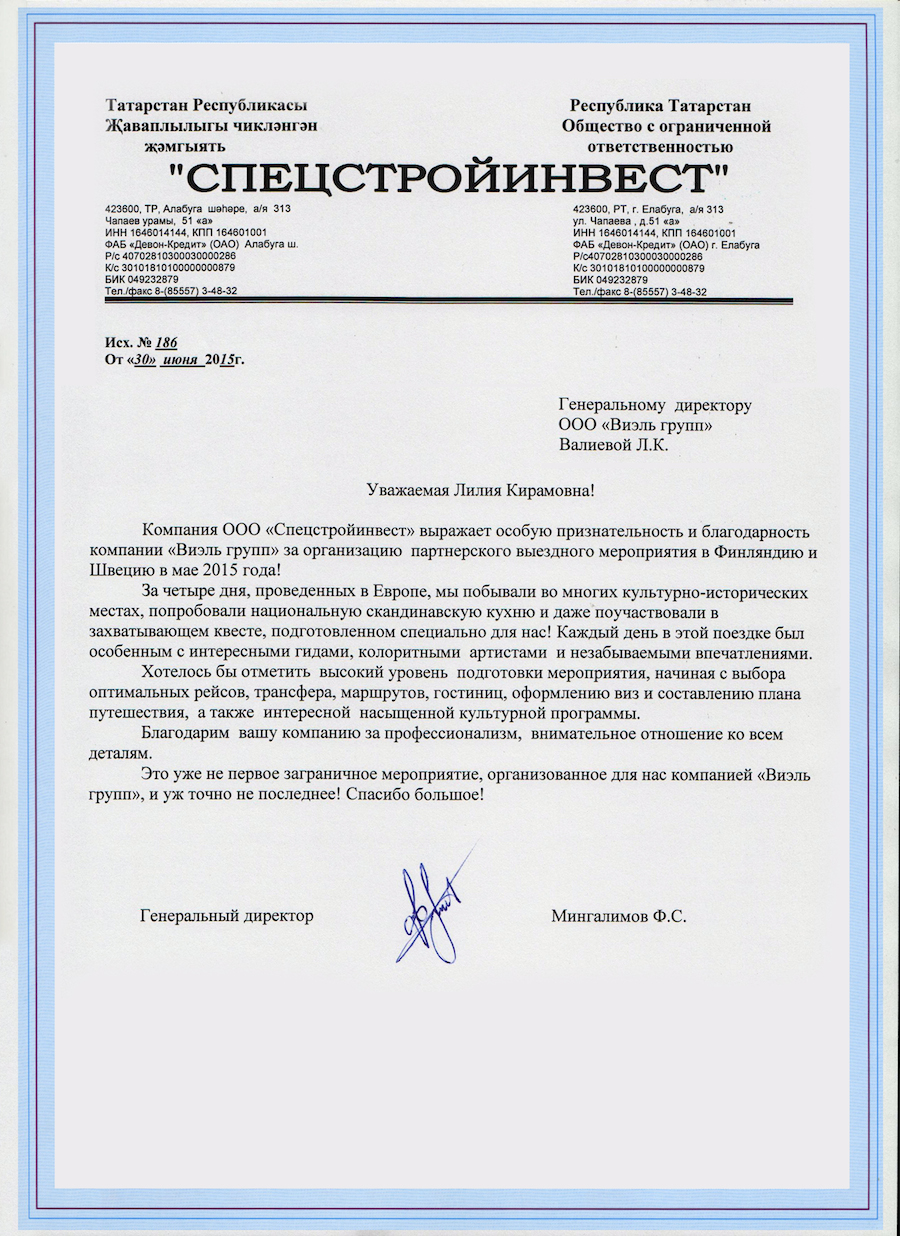 Татарстан Республикасы
Җаваплылыгы чикләнгән
җәмгыять
Республика Татарстан
Общество с ограниченной
ответственностью
"СПЕЦСТРОЙИНВЕСТ"
423600, ТР, Алабуга шәһәре, а/я 313
Чапаев урамы, 51 «а»
ИНН 1646014144, КПП 164601001
ФАБ «Девон-Кредит» (ОАО) Алабуга ш.
Р/с 40702810300030000286
К/с 30101810100000000879
БИК 049232879
Тел./факс 8-(85557) 3-48-32
423600, РТ, г. Елабуга, а/я 313
ул. Чапаева , д.51 «а»
ИНН 1646014144, КПП 164601001
ФАБ «Девон-Кредит» (ОАО) г. Елабуга
Р/с40702810300030000286
К/с 30101810100000000879
БИК 049232879
Тел./факс 8-(85557) 3-48-32
Исх. № 186
От «30» июня 2015г.
Генеральному директору
ООО «Виэль групп»
Валиевой Л.К.
Уважаемая Лилия Кирамовна!
Компания ООО «Спецстройинвест» выражает особую признательность и благодарность
компании «Виэль групп» за организацию партнерского выездного мероприятия в Финляндию и
Швецию в мае 2015 года!
За четыре дня, проведенных в Европе, мы побывали во многих культурно-исторических
местах, попробовали национальную скандинавскую кухню и даже поучаствовали в
захватывающем квесте, подготовленном специально для нас! Каждый день в этой поездке был
особенным с интересными гидами, колоритными артистами и незабываемыми впечатлениями.
Хотелось бы отметить высокий уровень подготовки мероприятия, начиная с выбора
оптимальных рейсов, трансфера, маршрутов, гостиниц, оформлению виз и составлению плана
путешествия, а также интересной насыщенной культурной программы.
Благодарим вашу компанию за профессионализм, внимательное отношение ко всем
деталям.
Это уже не первое заграничное мероприятие, организованное для нас компанией «Виэль
групп», и уж точно не последнее! Спасибо большое!
Генеральный директор
Мингалимов Ф.С.